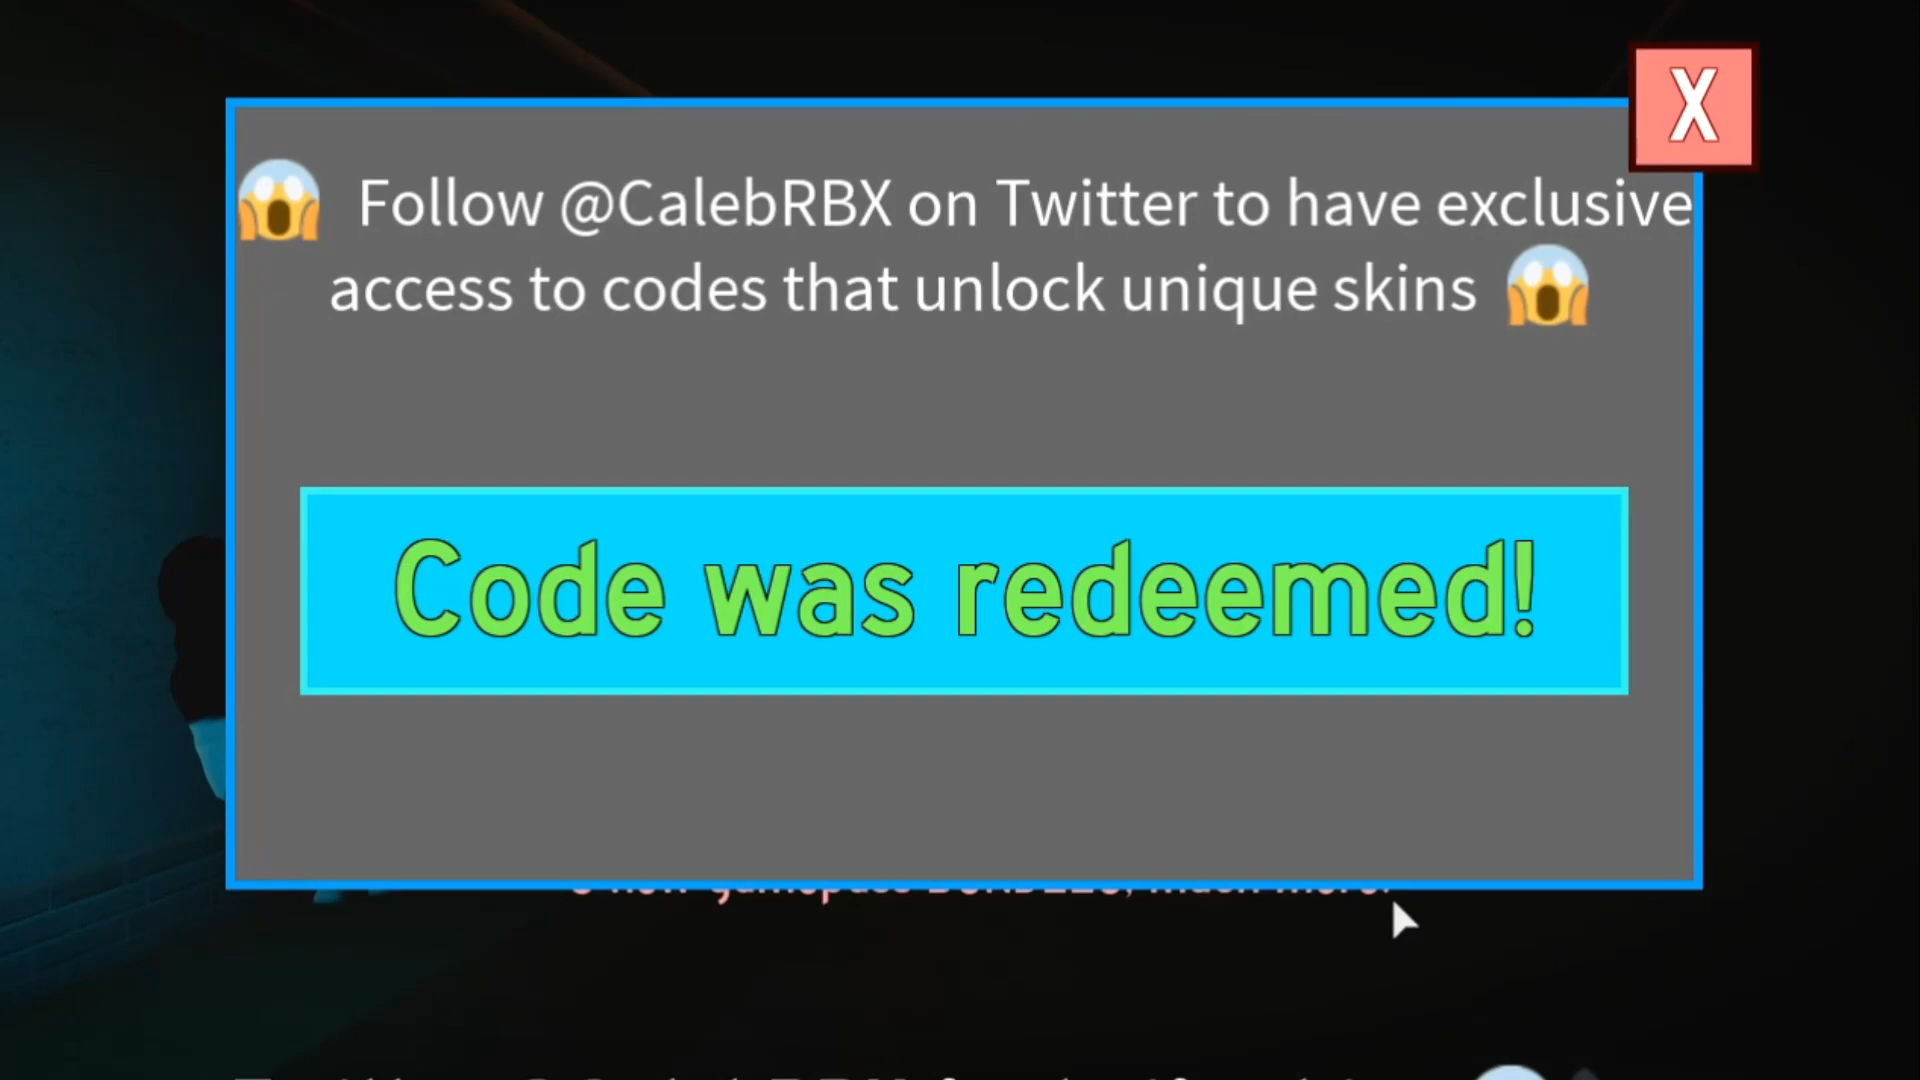 X
😱 Follow @CalebRBX on Twitter to have exclusive
access to codes that unlock unique skins 😱
Code was redeemed!